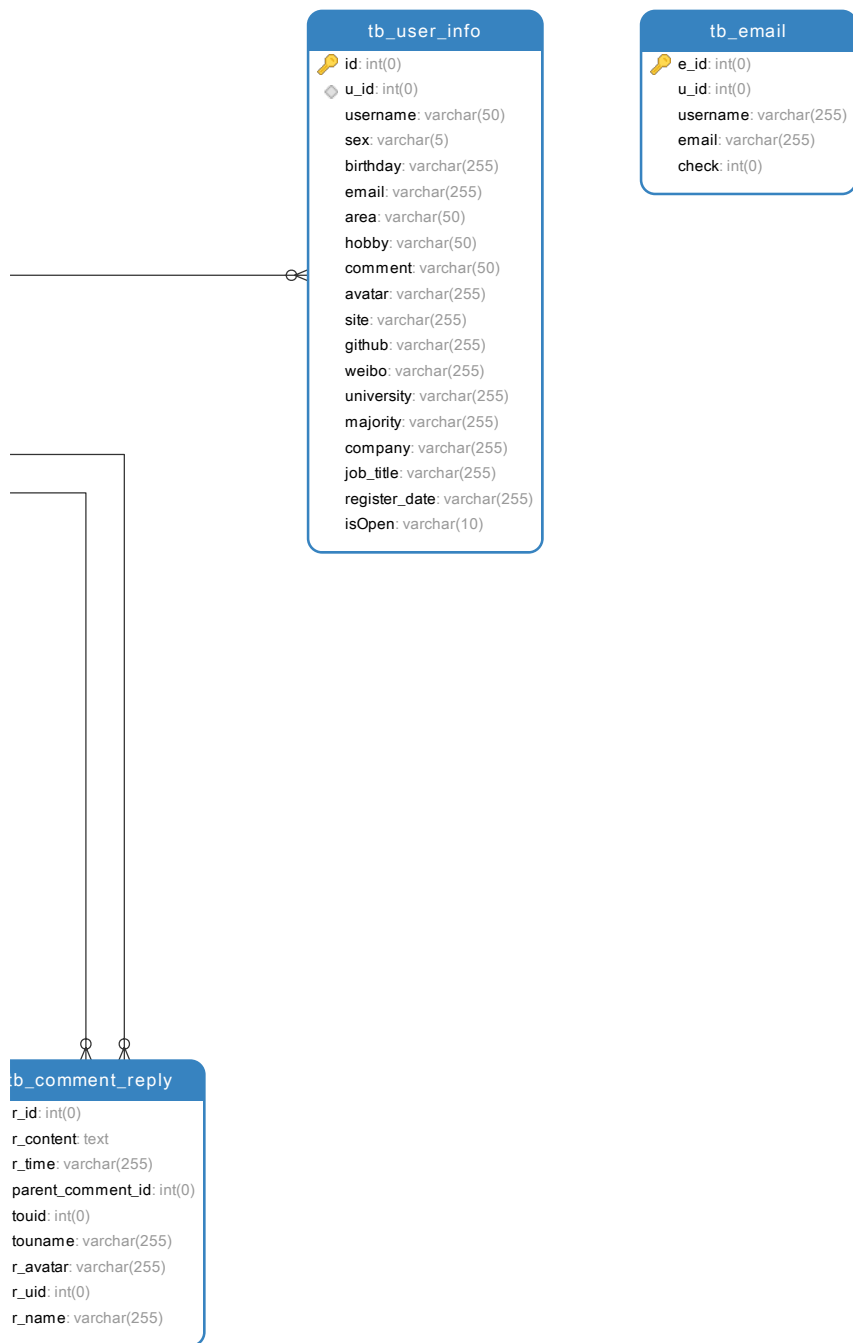 tb_user_info
id: int(0)
u_id: int(0)
username: varchar(50)
sex: varchar(5)
birthday: varchar(255)
email: varchar(255)
area: varchar(50)
hobby: varchar(50)
comment: varchar(50)
avatar: varchar(255)
site: varchar(255)
github: varchar(255)
weibo: varchar(255)
university: varchar(255)
majority: varchar(255)
company: varchar(255)
job_title: varchar(255)
register_date: varchar(255)
isOpen: varchar(10)
tb_email
e_id: int(0)
u_id: int(0)
username: varchar(255)
email: varchar(255)
check: int(0)
tb_comment_reply
r_id: int(0)
r_content: text
r_time: varchar(255)
parent_comment_id: int(0)
touid: int(0)
touname: varchar(255)
r_avatar: varchar(255)
r_uid: int(0)
r_name: varchar(255)